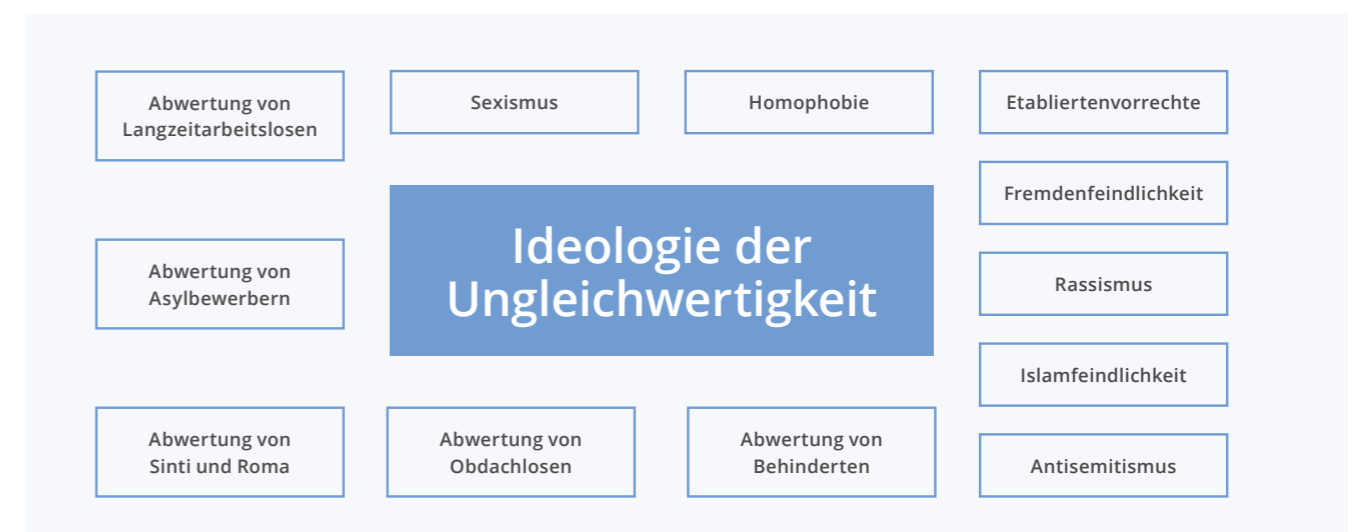 Abwertung von
Langzeitarbeitslosen
Sexismus
Homophobie
Etabliertenvorrechte
Fremdenfeindlichkeit
Ideologie der
Ungleichwertigkeit
Abwertung von
Asylbewerbern
Rassismus
Islamfeindlichkeit
Abwertung von
Sinti und Roma
Abwertung von
Obdachlosen
Abwertung von
Behinderten
Antisemitismus